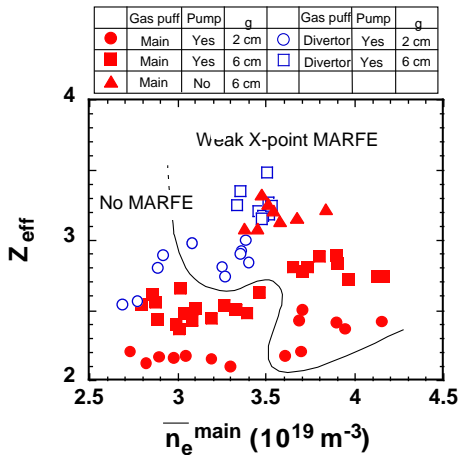 Gas puff Pump g Gas puff Pump g
Main Yes 2 cm Divertor Yes 2 cm
Main Yes 6 cm Divertor Yes 6 cm
Main No 6 cm
4
Weak X-point MARFE
No MARFE
3
Z_eff
2
2.5 3 3.5 4 4.5
n_e^main (10^19 m^-3)